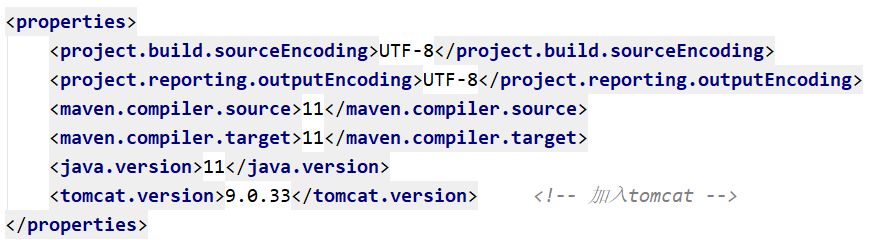 <properties>
<project.build.sourceEncoding>UTF-8</project.build.sourceEncoding>
<project.reporting.outputEncoding>UTF-8</project.reporting.outputEncoding>
<maven.compiler.source>11</maven.compiler.source>
<maven.compiler.target>11</maven.compiler.target>
<java.version>11</java.version>
<tomcat.version>9.0.33</tomcat.version> <!-- 加入tomcat -->
</properties>